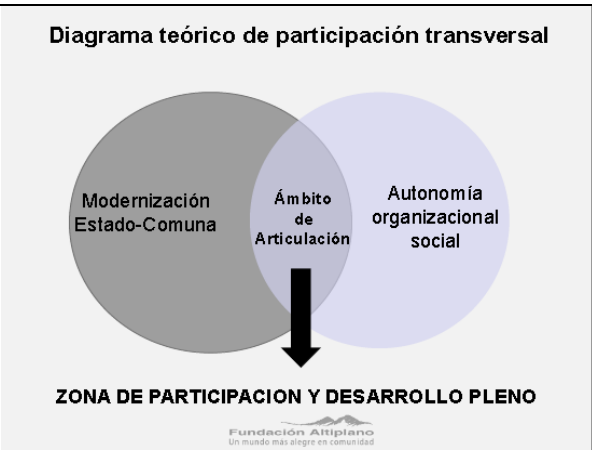 Diagrama teórico de participación transversal
Modernización
Estado-Comuna
Ámbito
de
Articulación
Autonomía
organizacional
social
ZONA DE PARTICIPACION Y DESARROLLO PLENO
Fundación Altiplano
Un mundo más alegre en comunidad